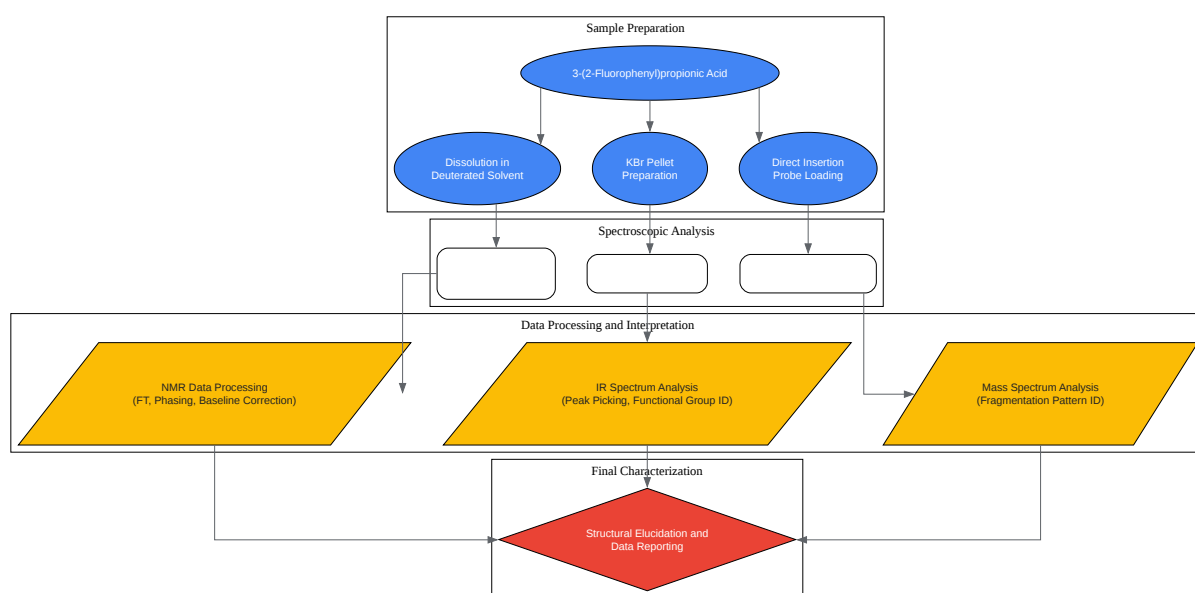 Sample Preparation
3-(2-Fluorophenyl)propionic Acid
Dissolution in
Deuterated Solvent
KBr Pellet
Preparation
Direct Insertion
Probe Loading
Spectroscopic Analysis
Data Processing and Interpretation
NMR Data Processing
(FT, Phasing, Baseline Correction)
IR Spectrum Analysis
(Peak Picking, Functional Group ID)
Mass Spectrum Analysis
(Fragmentation Pattern ID)
Final Characterization
Structural Elucidation and
Data Reporting